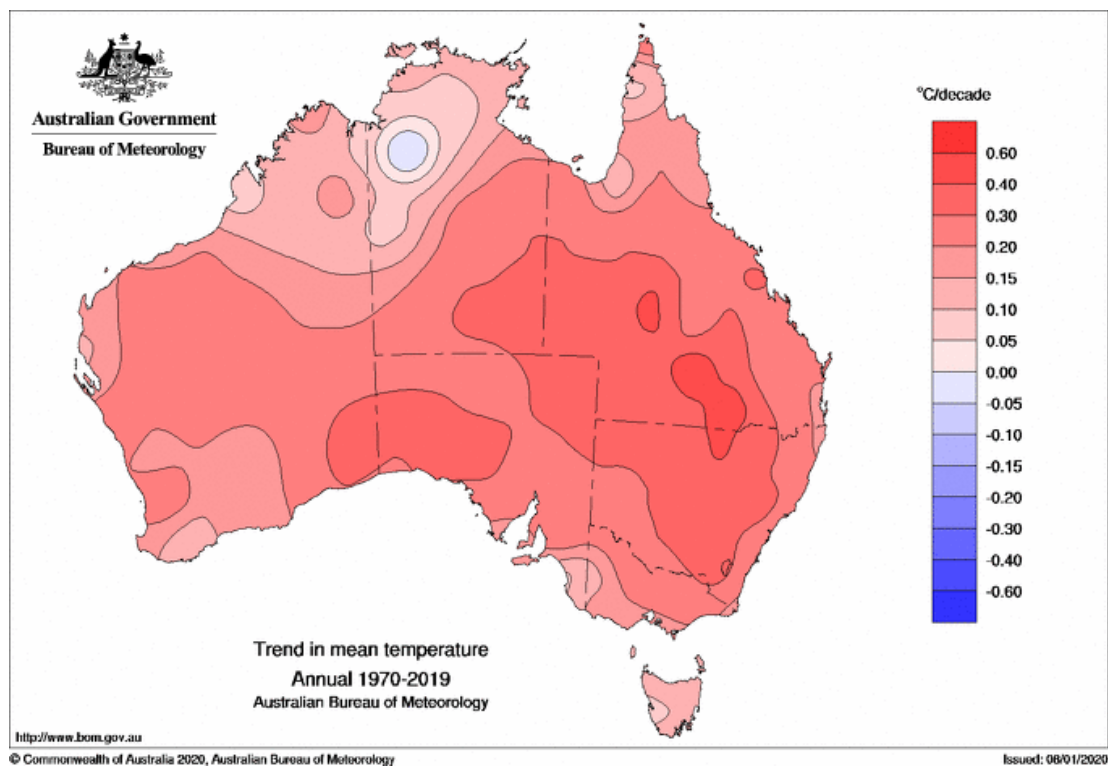 Australian Government
Bureau of Meteorology
°C/decade
0.60
0.40
0.30
0.20
0.15
0.10
0.05
0.00
-0.05
-0.10
-0.15
-0.20
-0.30
-0.40
-0.60
Trend in mean temperature
Annual 1970-2019
Australian Bureau of Meteorology
http://www.bom.gov.au
© Commonwealth of Australia 2020, Australian Bureau of Meteorology
Issued: 08/01/2020